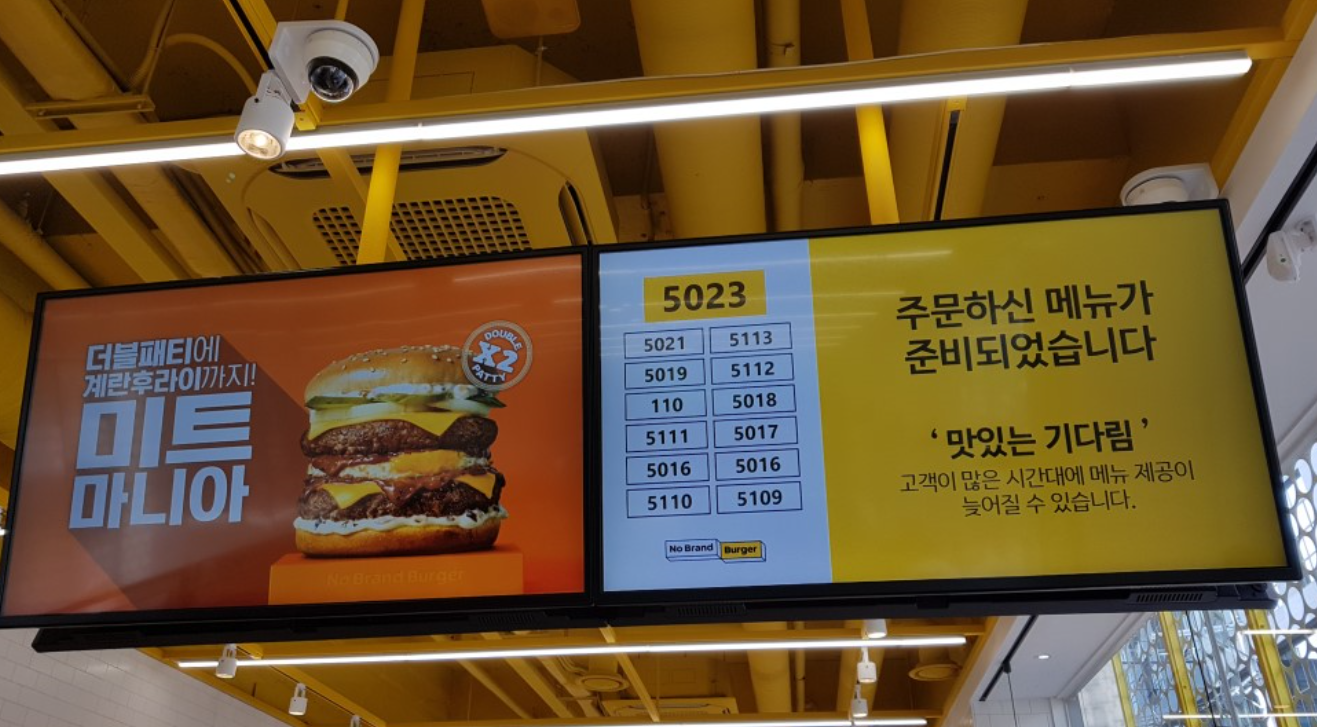 더블패티에
계란후라이까지!
미트
마니아
DOUBLE
X2
PATTY
No Brand Burger
5023
5021 5113
5019 5112
110 5018
5111 5017
5016 5016
5110 5109
No Brand Burger
주문하신 메뉴가
준비되었습니다
‘ 맛있는 기다림 ’
고객이 많은 시간대에 메뉴 제공이
늦어질 수 있습니다.